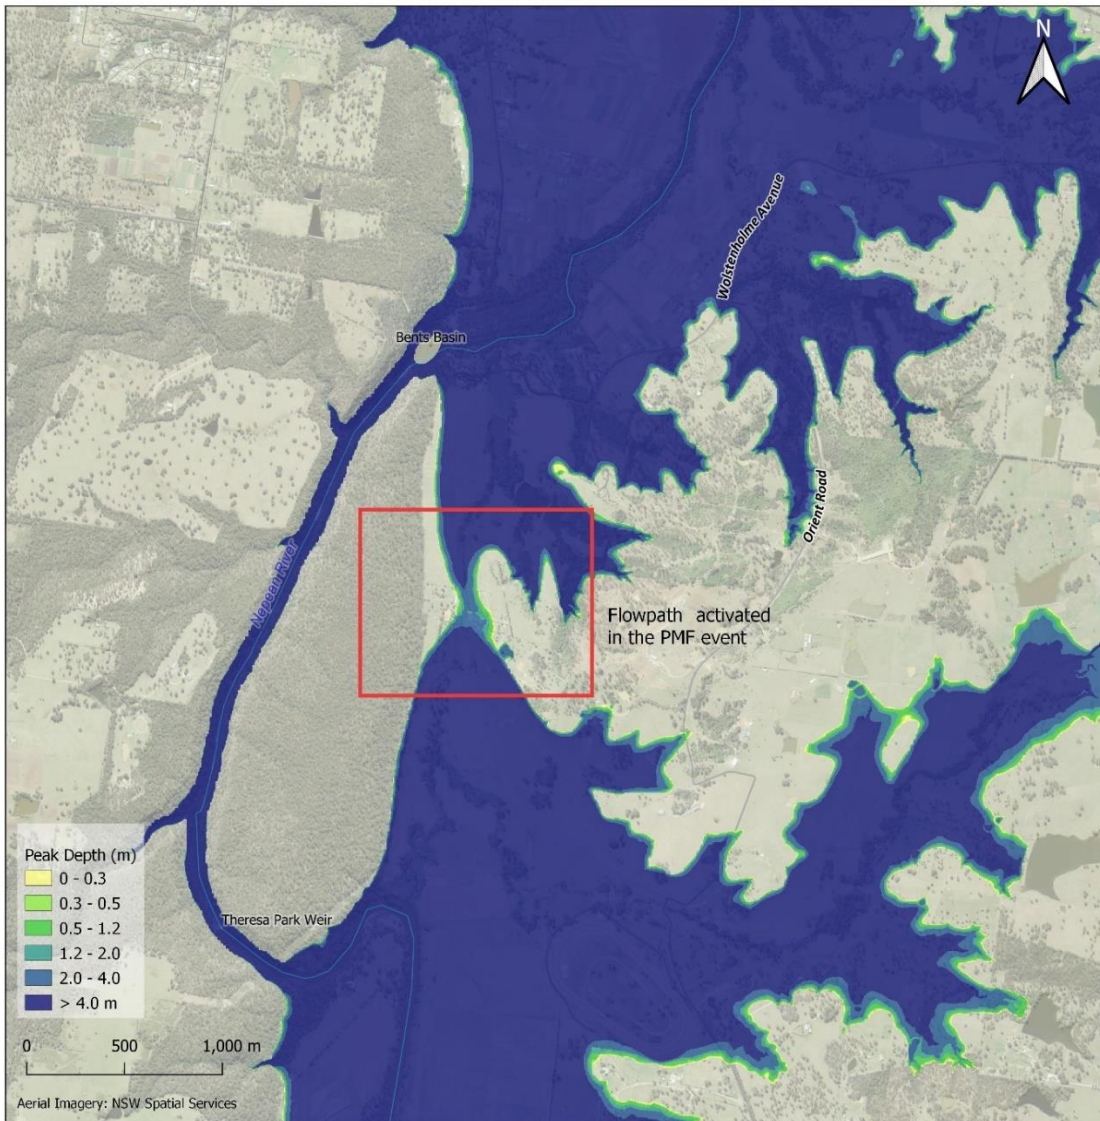 N
Wolstenholme Avenue
Bents Basin
Orient Road
Nepean River
Flowpath activated
in the PMF event
Theresa Park Weir
Peak Depth (m)
0 - 0.3
0.3 - 0.5
0.5 - 1.2
1.2 - 2.0
2.0 - 4.0
> 4.0 m
0 500 1,000 m
Aerial Imagery: NSW Spatial Services